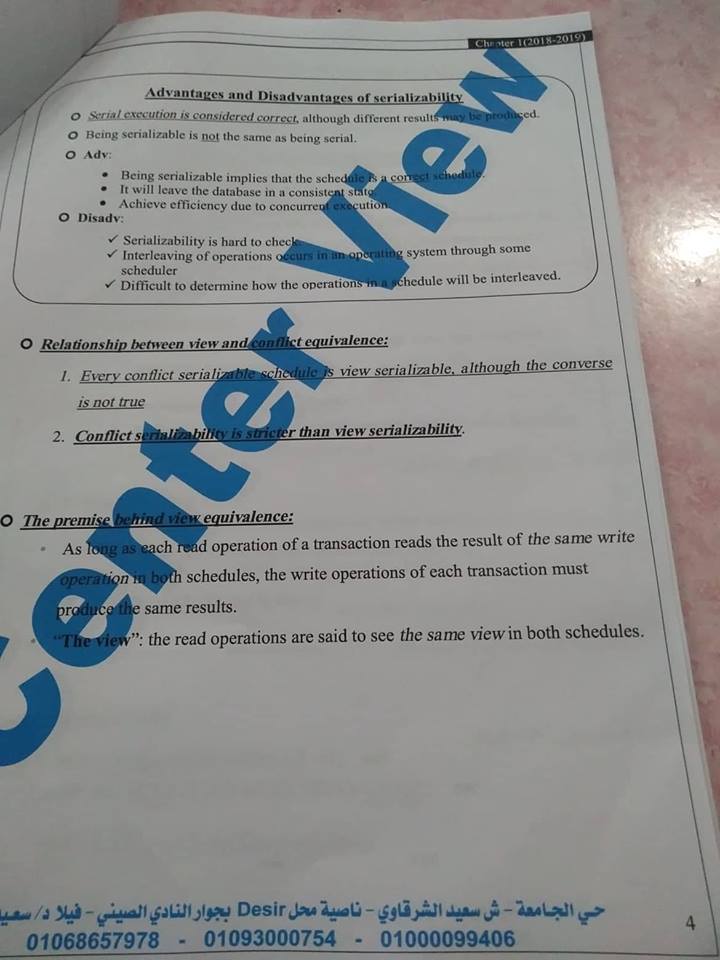 Chapter 1(2018-2019)
Advantages and Disadvantages of serializability
Serial execution is considered correct, although different results may be produced.
Being serializable is not the same as being serial.
Adv:
Being serializable implies that the schedule is a correct schedule.
It will leave the database in a consistent state.
Achieve efficiency due to concurrent execution
Disadv:
✓ Serializability is hard to check.
✓ Interleaving of operations occurs in an operating system through some
scheduler
✓ Difficult to determine how the operations in a schedule will be interleaved.
Relationship between view and conflict equivalence:
1. Every conflict serializable schedule is view serializable, although the converse
is not true
2. Conflict serializability is stricter than view serializability.
The premise behind view equivalence:
As long as each read operation of a transaction reads the result of the same write
operation in both schedules, the write operations of each transaction must
produce the same results.
“The view”: the read operations are said to see the same view in both schedules.
Center View
حي الجامعة - ش سعيد الشرقاوي - ناصية محل Desir بجوار النادي الصيني - فيلا د/ سعيد
01068657978 - 01093000754 - 01000099406
4